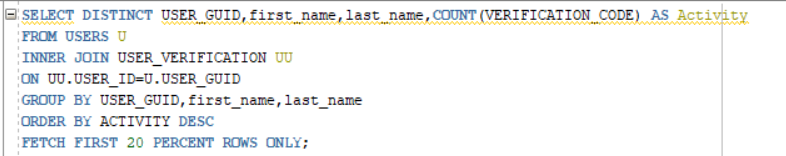 SELECT DISTINCT USER_GUID,first_name,last_name,COUNT(VERIFICATION_CODE) AS Activity
FROM USERS U
INNER JOIN USER_VERIFICATION UU
ON UU.USER_ID=U.USER_GUID
GROUP BY USER_GUID,first_name,last_name
ORDER BY ACTIVITY DESC
FETCH FIRST 20 PERCENT ROWS ONLY;